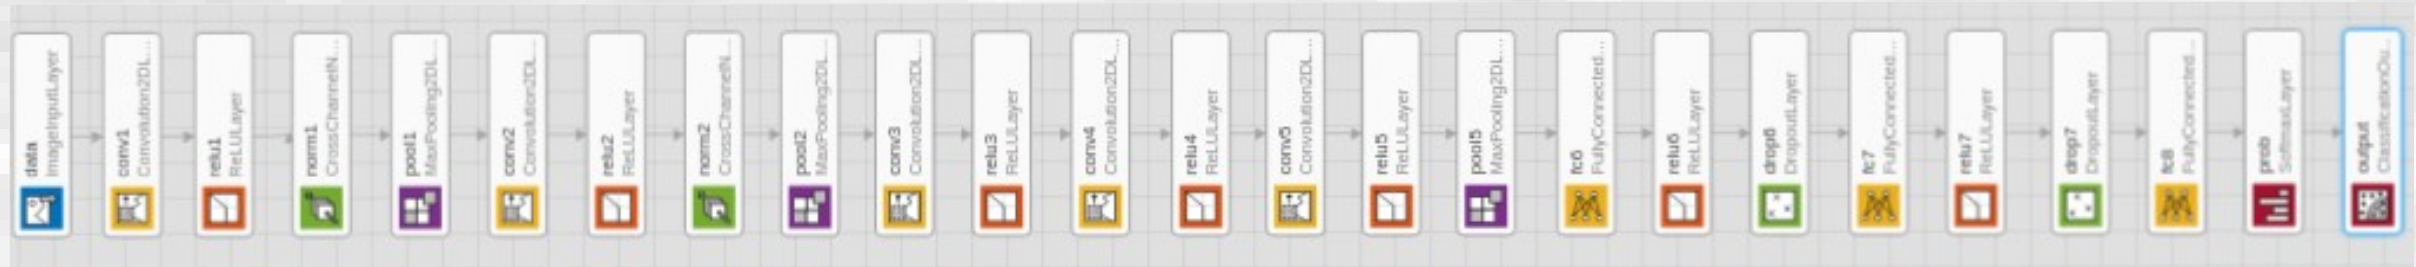 data
ImageInputLayer
conv1
Convolution2DL...
relu1
ReLULayer
norm1
CrossChannelN...
pool1
MaxPooling2DL...
conv2
Convolution2DL...
relu2
ReLULayer
norm2
CrossChannelN...
pool2
MaxPooling2DL...
conv3
Convolution2DL...
relu3
ReLULayer
conv4
Convolution2DL...
relu4
ReLULayer
conv5
Convolution2DL...
relu5
ReLULayer
pool5
MaxPooling2DL...
fc6
FullyConnected...
relu6
ReLULayer
drop6
DropoutLayer
fc7
FullyConnected...
relu7
ReLULayer
drop7
DropoutLayer
fc8
FullyConnected...
prob
SoftmaxLayer
output
ClassificationOu...